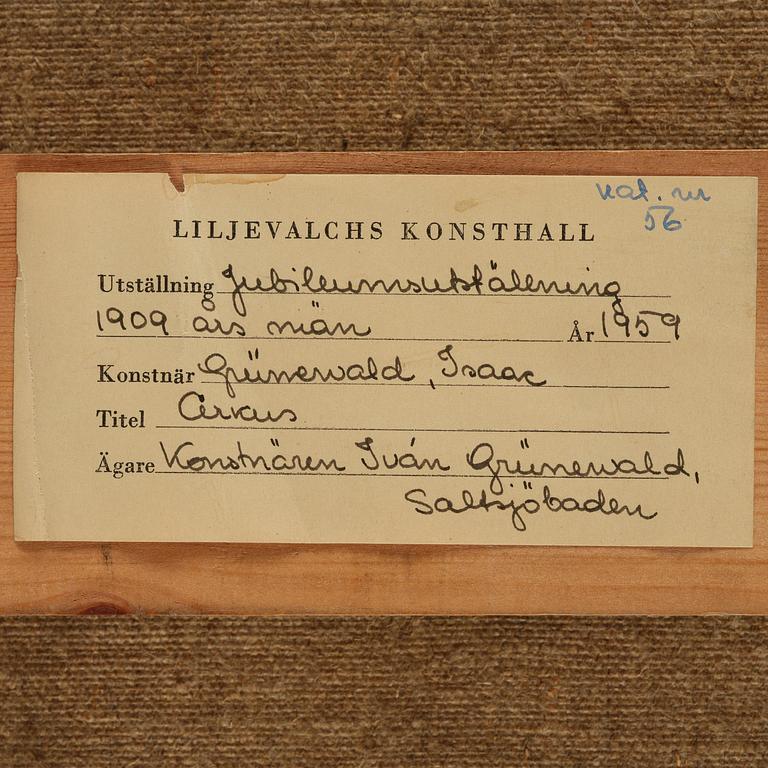 kat. nr
56
LILJEVALCHS KONSTHALL
Utställning Jubileumsutställning
1909 års män År 1959
Konstnär Grünewald, Isaac
Titel Cirkus
Ägare Konstnären Iván Grünewald,
Saltsjöbaden